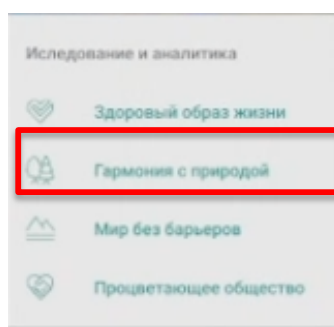 Иследование и аналитика
Здоровый образ жизни
Гармония с природой
Мир без барьеров
Процветающее общество